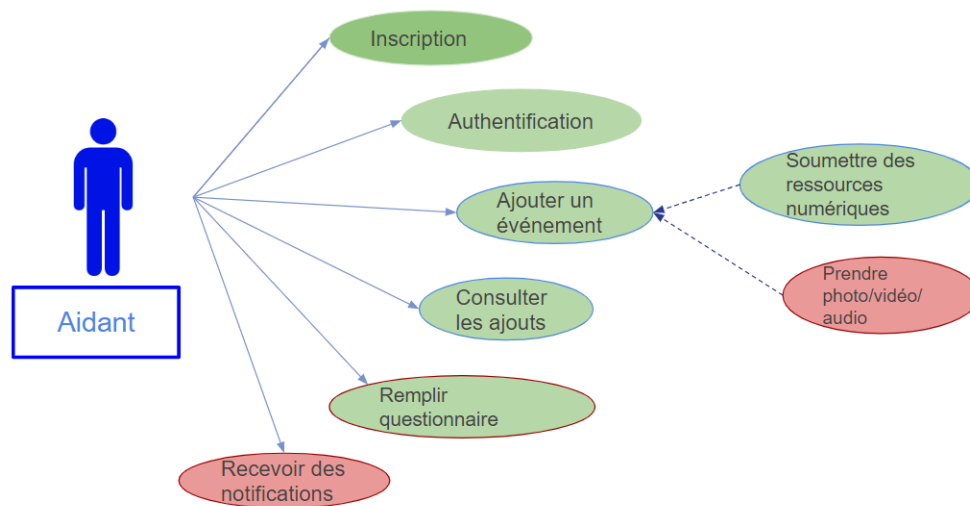 Inscription
Authentification
Soumettre des
ressources
numériques
Ajouter un
événement
Prendre
photo/vidéo/
audio
Consulter
les ajouts
Aidant
Remplir
questionnaire
Recevoir des
notifications